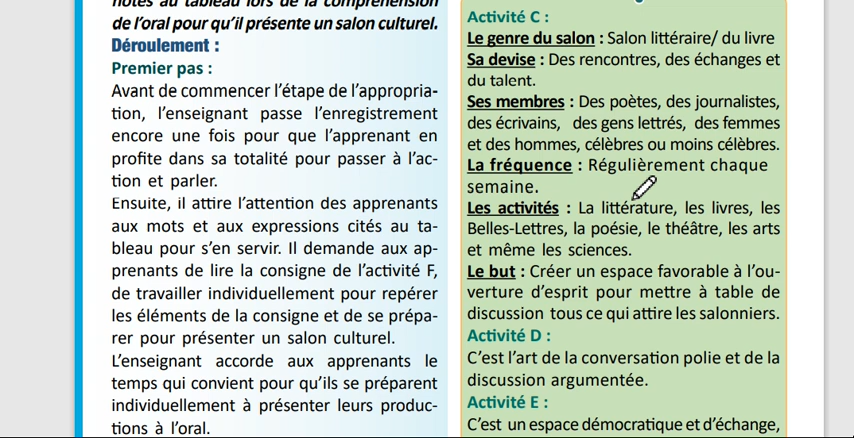 notes au tableau lors de la compréhension
de l’oral pour qu’il présente un salon culturel.
Déroulement :
Premier pas :
Avant de commencer l’étape de l’appropria-
tion, l’enseignant passe l’enregistrement
encore une fois pour que l’apprenant en
profite dans sa totalité pour passer à l’ac-
tion et parler.
Ensuite, il attire l’attention des apprenants
aux mots et aux expressions cités au ta-
bleau pour s’en servir. Il demande aux ap-
prenants de lire la consigne de l’activité F,
de travailler individuellement pour repérer
les éléments de la consigne et de se prépa-
rer pour présenter un salon culturel.
L’enseignant accorde aux apprenants le
temps qui convient pour qu’ils se préparent
individuellement à présenter leurs produc-
tions à l’oral.
Activité C :
Le genre du salon : Salon littéraire/ du livre
Sa devise : Des rencontres, des échanges et
du talent.
Ses membres : Des poètes, des journalistes,
des écrivains, des gens lettrés, des femmes
et des hommes, célèbres ou moins célèbres.
La fréquence : Régulièrement chaque
semaine.
Les activités : La littérature, les livres, les
Belles-Lettres, la poésie, le théâtre, les arts
et même les sciences.
Le but : Créer un espace favorable à l’ou-
verture d’esprit pour mettre à table de
discussion tous ce qui attire les salonniers.
Activité D :
C’est l’art de la conversation polie et de la
discussion argumentée.
Activité E :
C’est un espace démocratique et d’échange,